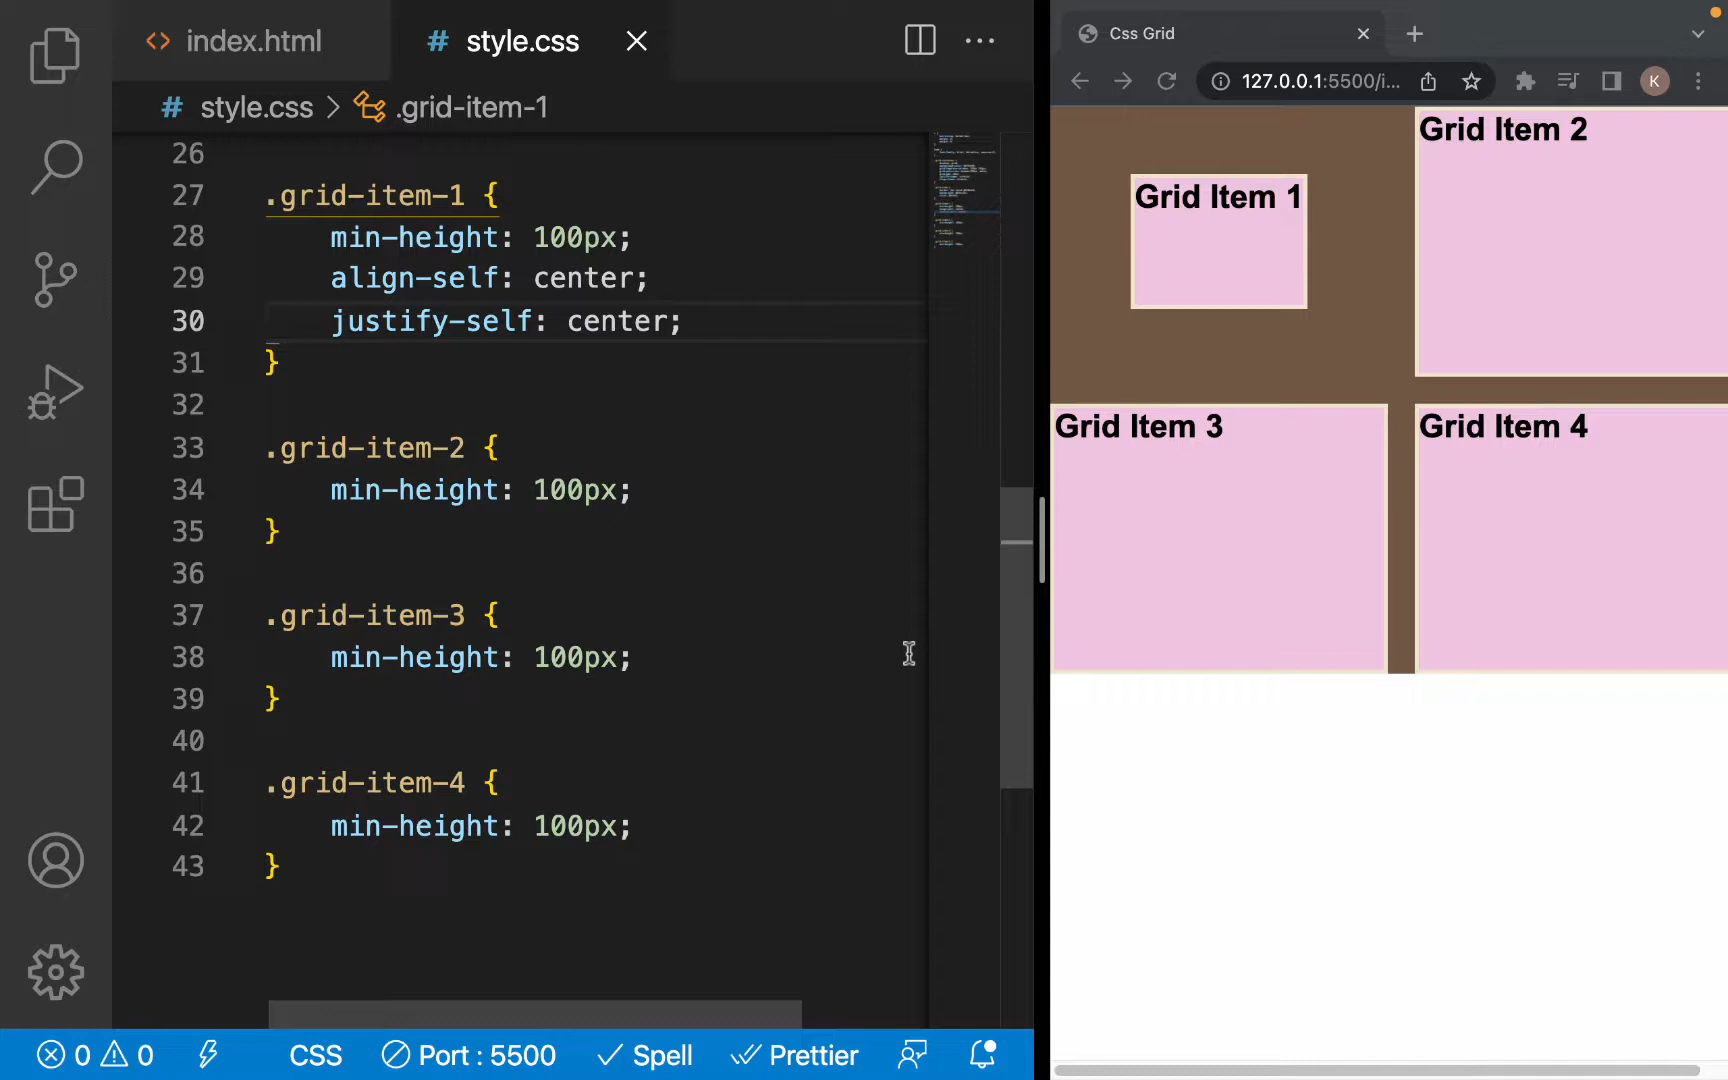 index.html
style.css
style.css > .grid-item-1
26
27 .grid-item-1 {
28 min-height: 100px;
29 align-self: center;
30 justify-self: center;
31 }
32
33 .grid-item-2 {
34 min-height: 100px;
35 }
36
37 .grid-item-3 {
38 min-height: 100px;
39 }
40
41 .grid-item-4 {
42 min-height: 100px;
43 }
0 0 CSS Port : 5500 Spell Prettier
Css Grid
127.0.0.1:5500/i...
K
Grid Item 1
Grid Item 2
Grid Item 3
Grid Item 4